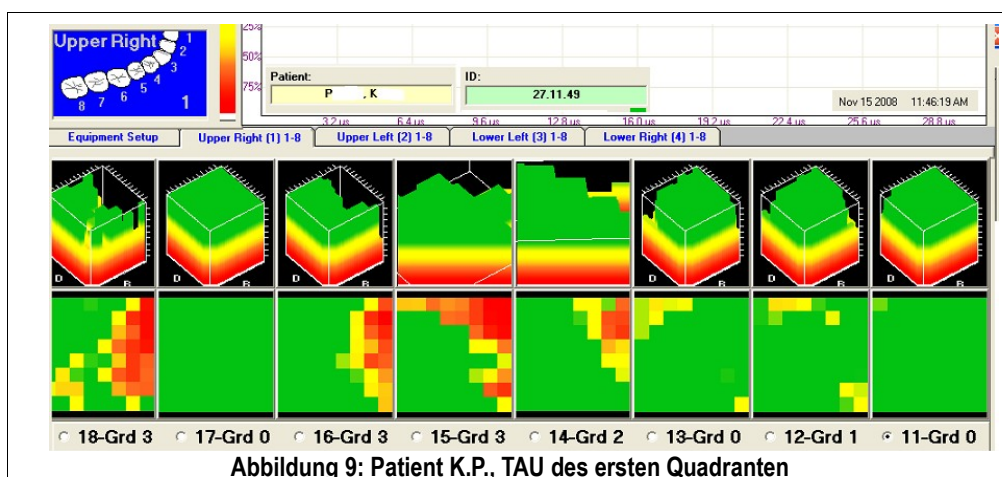 Upper Right
1
2
3
4
5
6
7
8
1
25%
50%
75%
Patient:
P , K
ID:
27.11.49
Nov 15 2008 11:46:19 AM
3.2 us 6.4 us 9.6 us 12.8 us 16.0 us 19.2 us 22.4 us 25.6 us 28.8 us
Equipment Setup Upper Right (1) 1-8 Upper Left (2) 1-8 Lower Left (3) 1-8 Lower Right (4) 1-8
D D B D D B D B D B
18-Grd 3 17-Grd 0 16-Grd 3 15-Grd 3 14-Grd 2 13-Grd 0 12-Grd 1 11-Grd 0
Abbildung 9: Patient K.P., TAU des ersten Quadranten